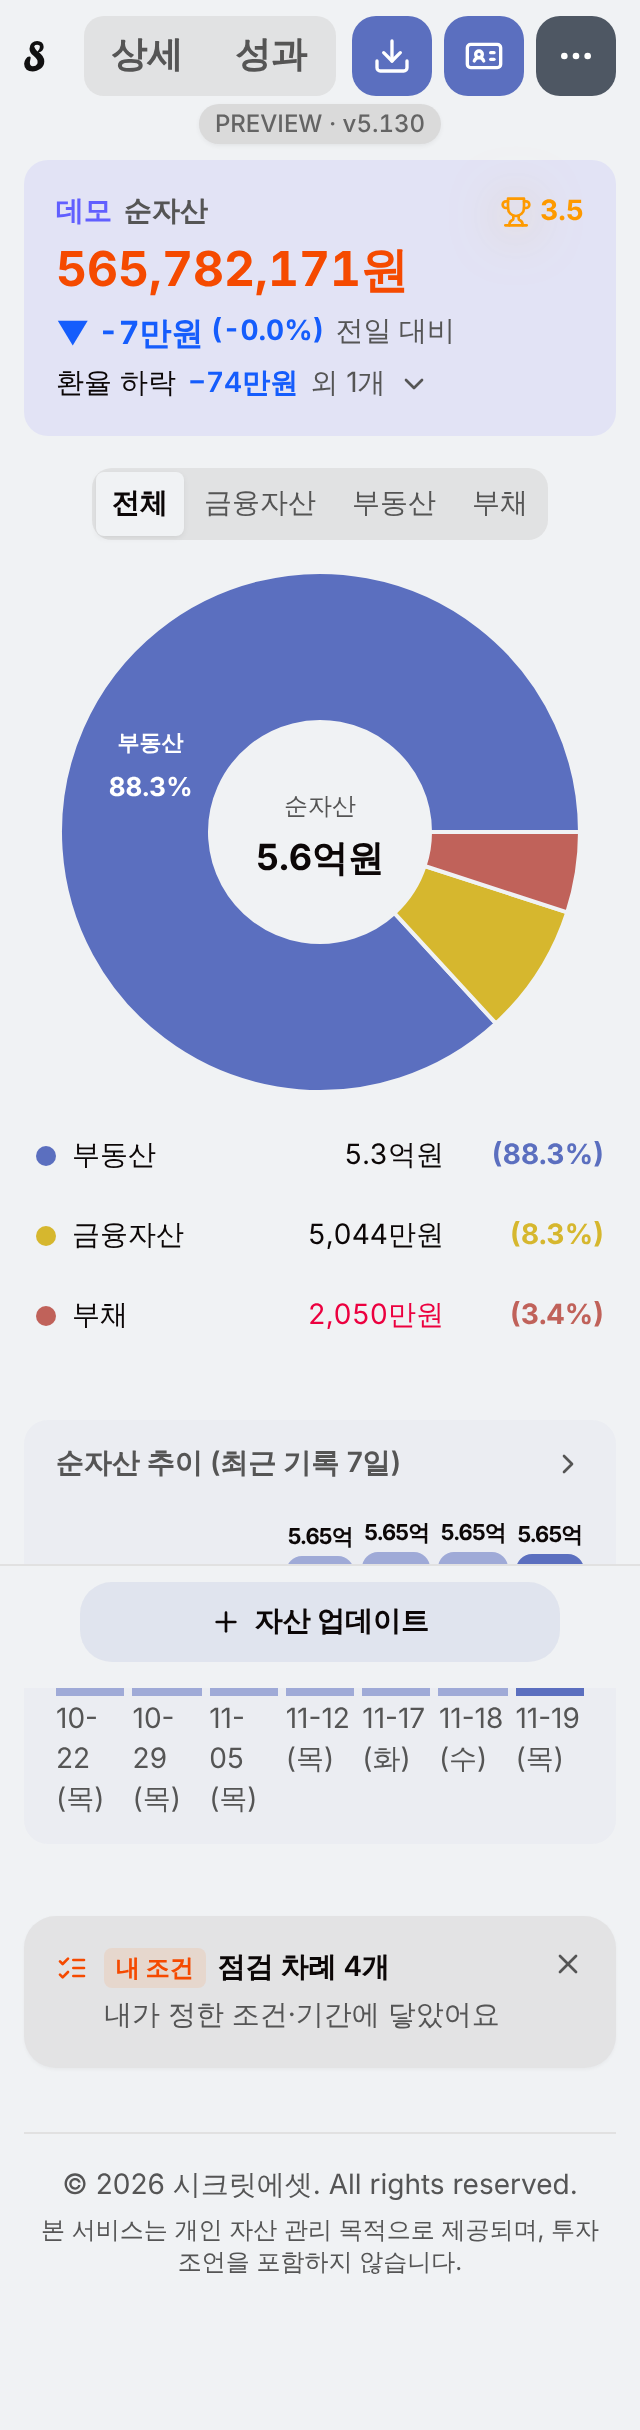 S
상세 성과
PREVIEW · v5.130
데모 순자산 3.5
565,782,171원
▼ -7만원 (-0.0%) 전일 대비
환율 하락 -74만원 외 1개
전체 금융자산 부동산 부채
부동산
88.3%
순자산
5.6억원
부동산 5.3억원 (88.3%)
금융자산 5,044만원 (8.3%)
부채 2,050만원 (3.4%)
순자산 추이 (최근 기록 7일)
5.65억 5.65억 5.65억 5.65억
+ 자산 업데이트
10-22 (목)
10-29 (목)
11-05 (목)
11-12 (목)
11-17 (화)
11-18 (수)
11-19 (목)
내 조건 점검 차례 4개
내가 정한 조건·기간에 닿았어요
© 2026 시크릿에셋. All rights reserved.
본 서비스는 개인 자산 관리 목적으로 제공되며, 투자
조언을 포함하지 않습니다.